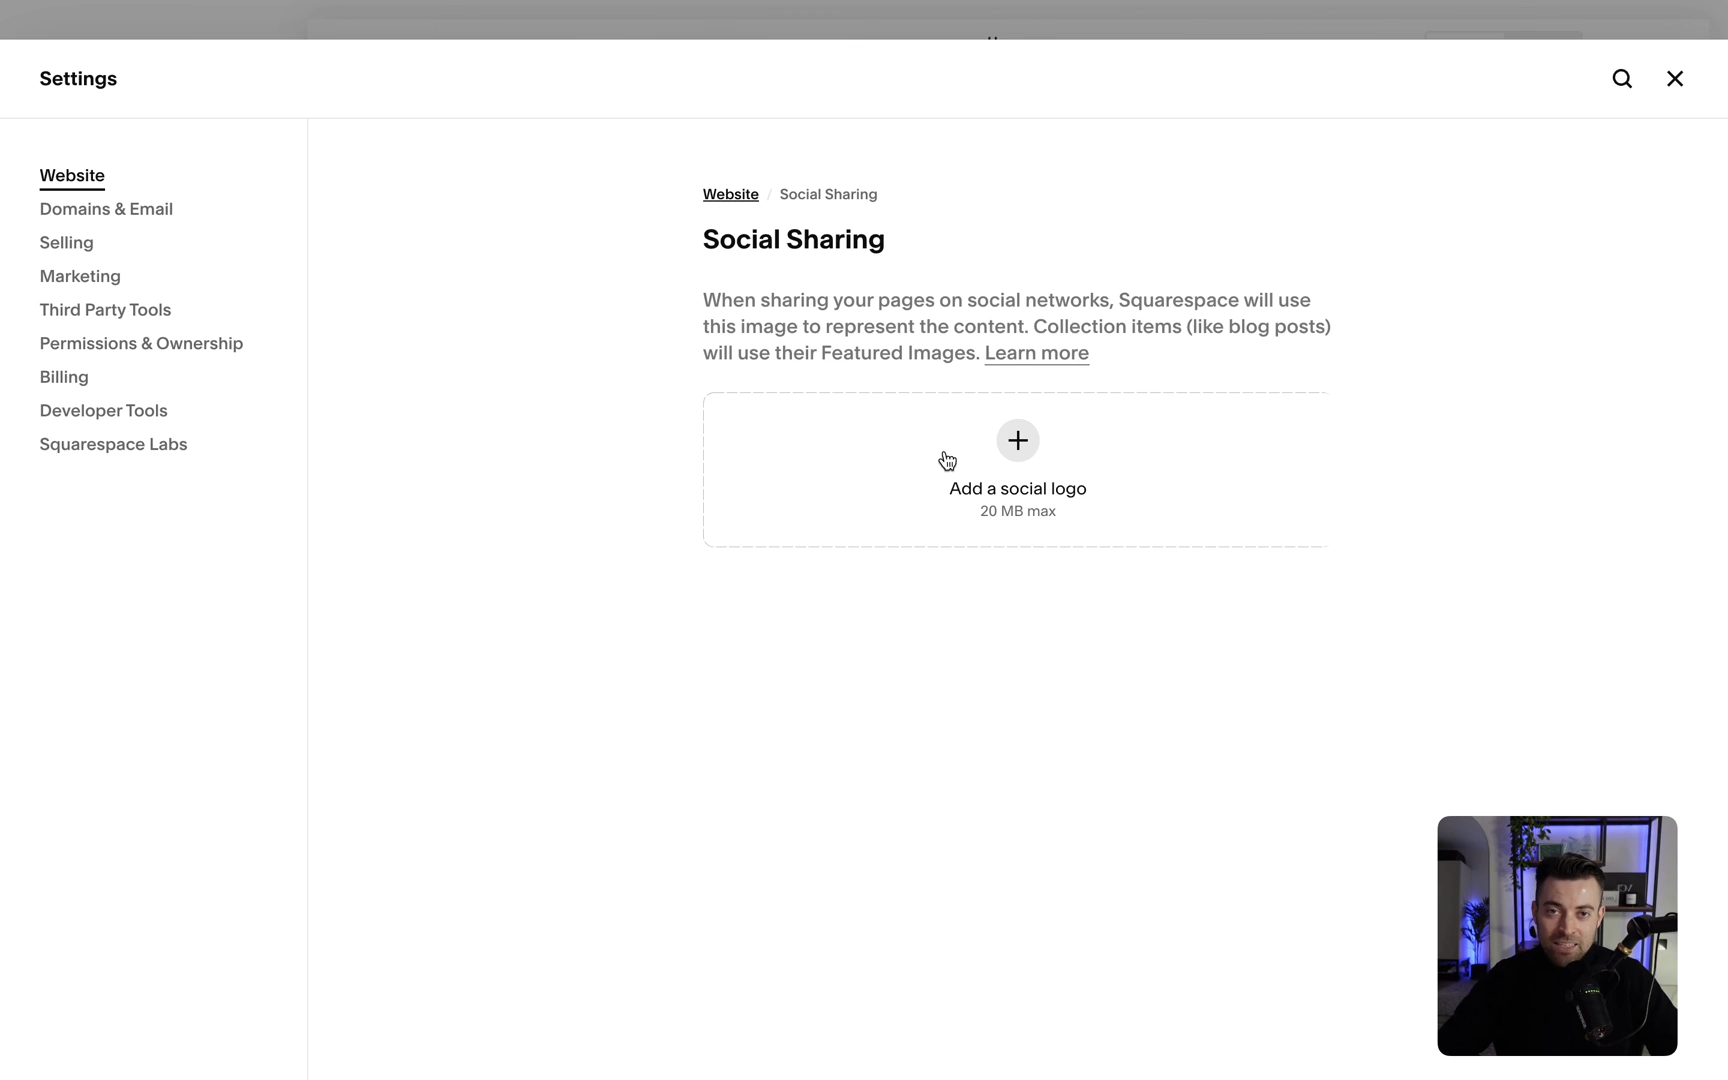 Settings
Website
Domains & Email
Selling
Marketing
Third Party Tools
Permissions & Ownership
Billing
Developer Tools
Squarespace Labs
Website / Social Sharing
Social Sharing
When sharing your pages on social networks, Squarespace will use
this image to represent the content. Collection items (like blog posts)
will use their Featured Images. Learn more
Add a social logo
20 MB max